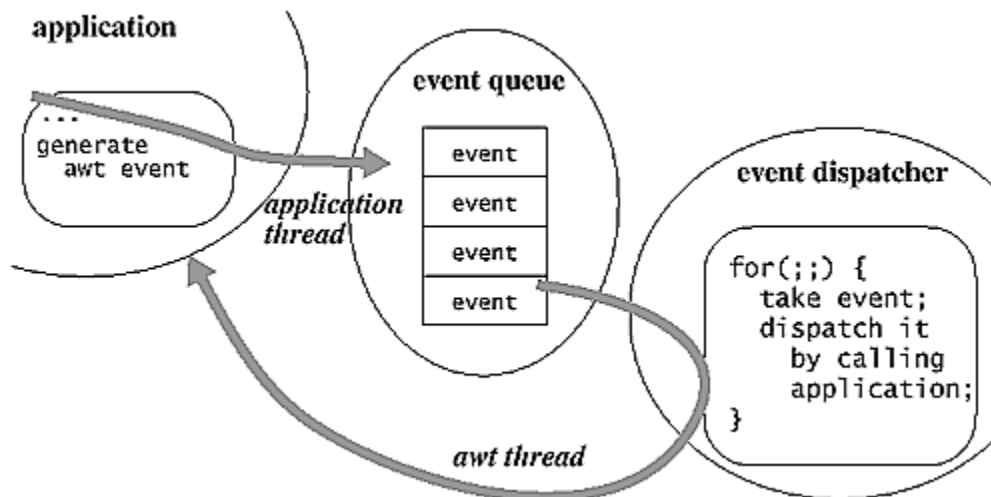 application
...
generate
awt event
application
thread
event queue
event
event
event
event
event dispatcher
for(;;) {
take event;
dispatch it
by calling
application;
}
awt thread